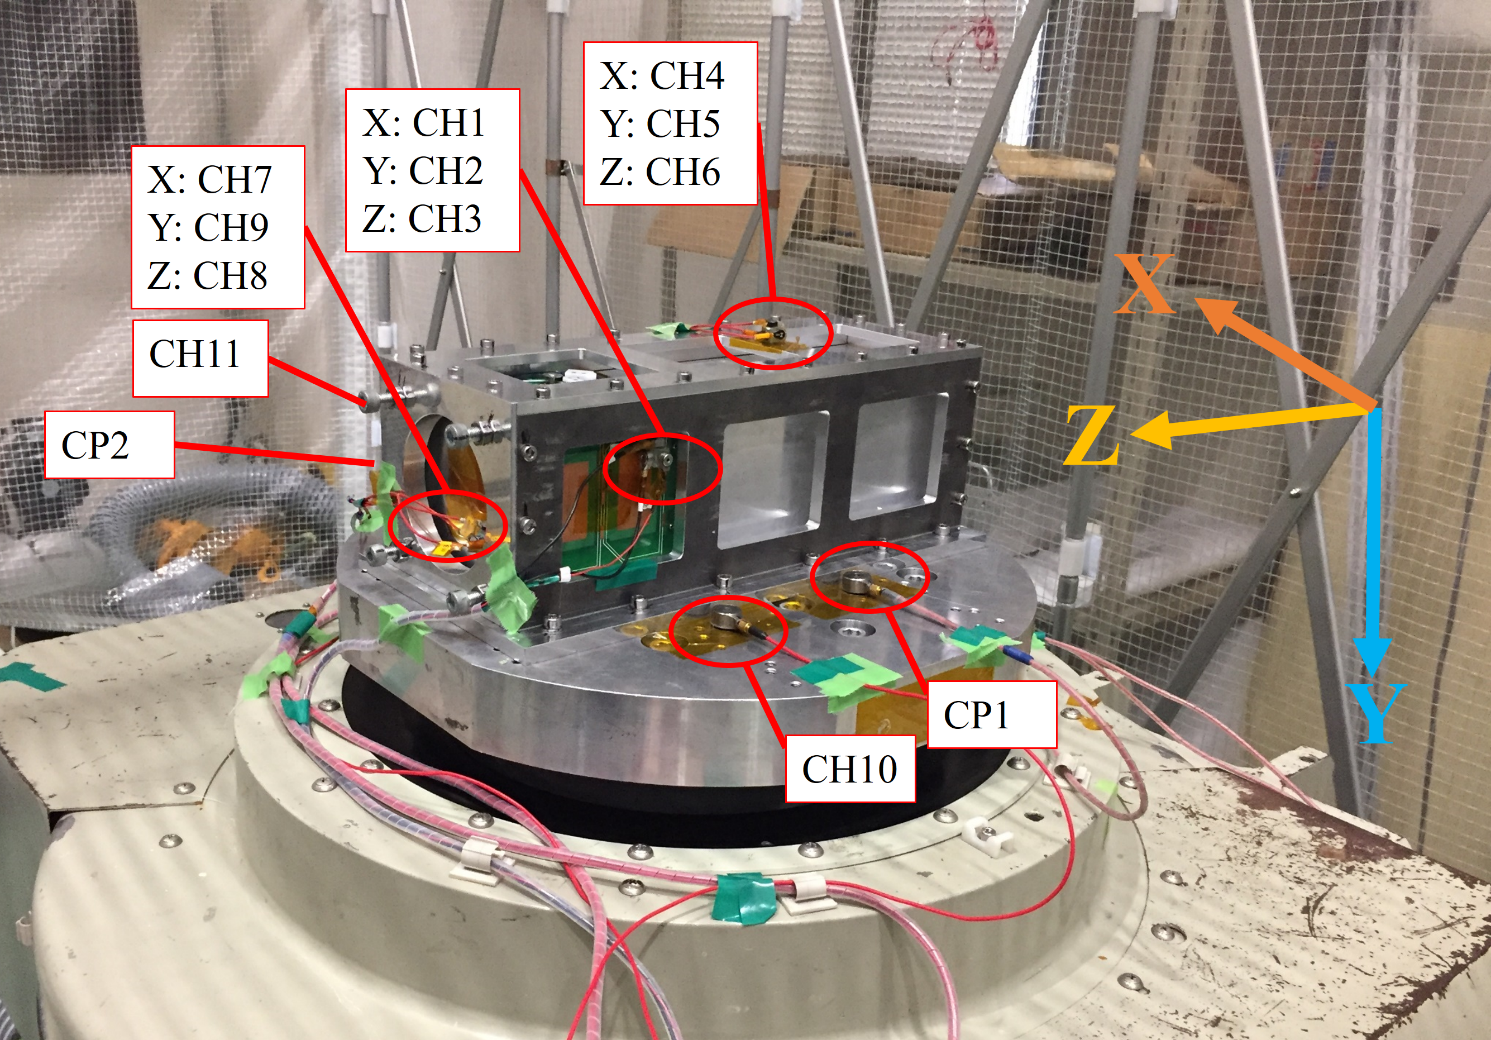 X: CH4
Y: CH5
Z: CH6
X: CH1
Y: CH2
Z: CH3
X: CH7
Y: CH9
Z: CH8
CH11
CP2
X
Z
Y
CP1
CH10